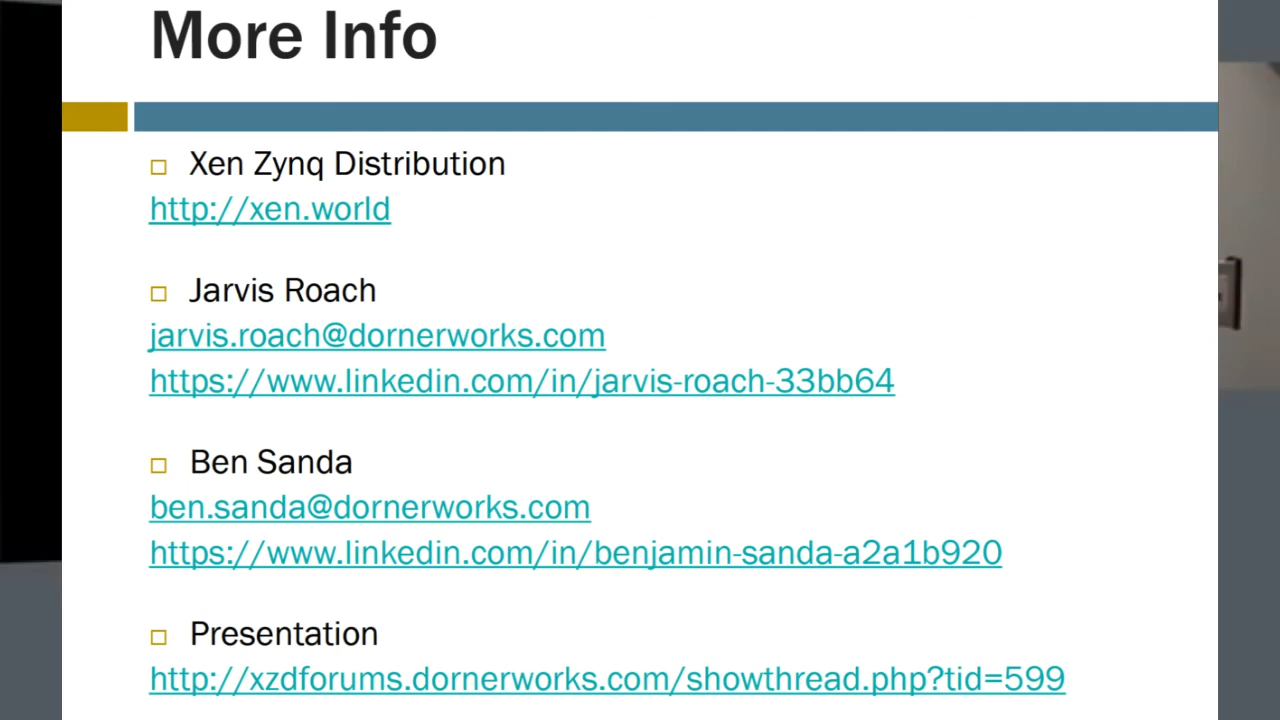 More Info
Xen Zynq Distribution
http://xen.world
Jarvis Roach
jarvis.roach@dornerworks.com
https://www.linkedin.com/in/jarvis-roach-33bb64
Ben Sanda
ben.sanda@dornerworks.com
https://www.linkedin.com/in/benjamin-sanda-a2a1b920
Presentation
http://xzdforums.dornerworks.com/showthread.php?tid=599